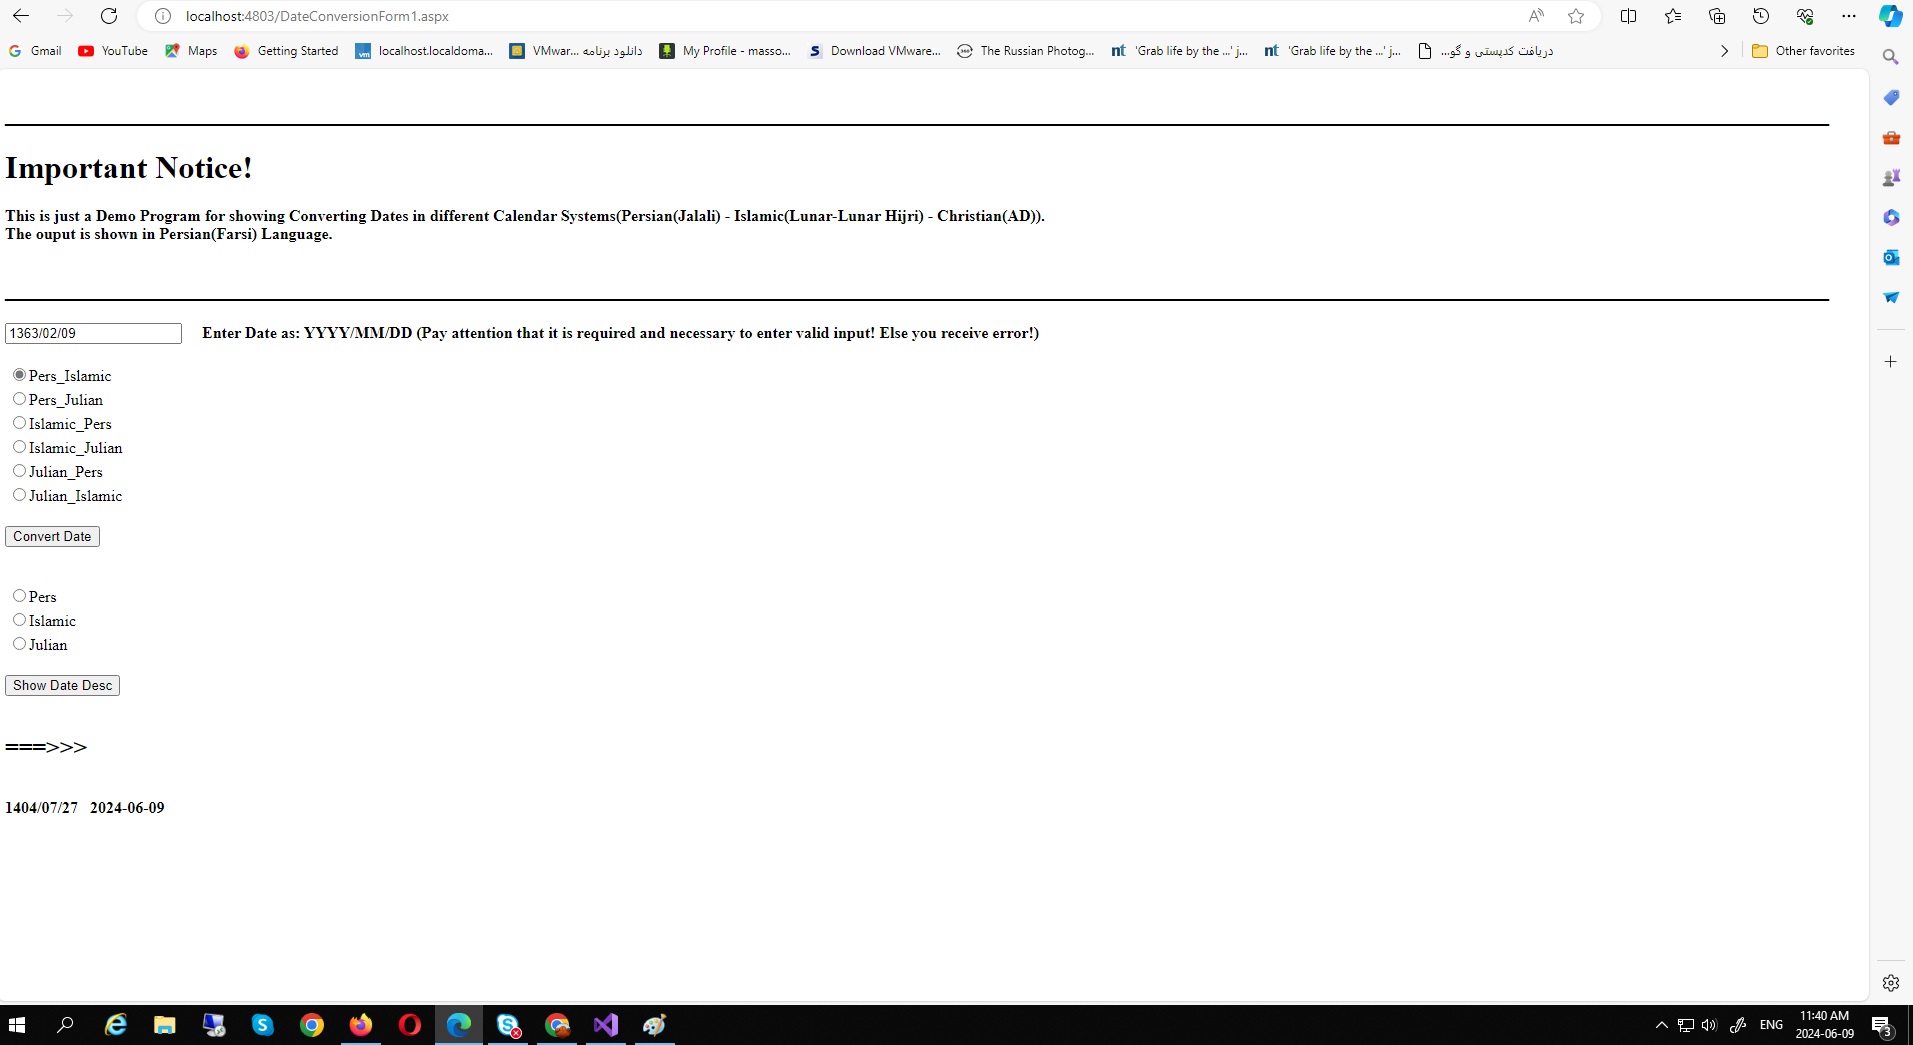 localhost:4803/DateConversionForm1.aspx
Gmail YouTube Maps Getting Started localhost.localdoma... VMwar... دانلود برنامه My Profile - masso... Download VMware... The Russian Photog... 'Grab life by the ...' j... 'Grab life by the ...' j... دریافت کدپستی و گو... Other favorites
Important Notice!
This is just a Demo Program for showing Converting Dates in different Calendar Systems(Persian(Jalali) - Islamic(Lunar-Lunar Hijri) - Christian(AD)).
The ouput is shown in Persian(Farsi) Language.
1363/02/09 Enter Date as: YYYY/MM/DD (Pay attention that it is required and necessary to enter valid input! Else you receive error!)
Pers_Islamic
Pers_Julian
Islamic_Pers
Islamic_Julian
Julian_Pers
Julian_Islamic
Convert Date
Pers
Islamic
Julian
Show Date Desc
===>>>
1404/07/27 2024-06-09
ENG 11:40 AM
2024-06-09
3